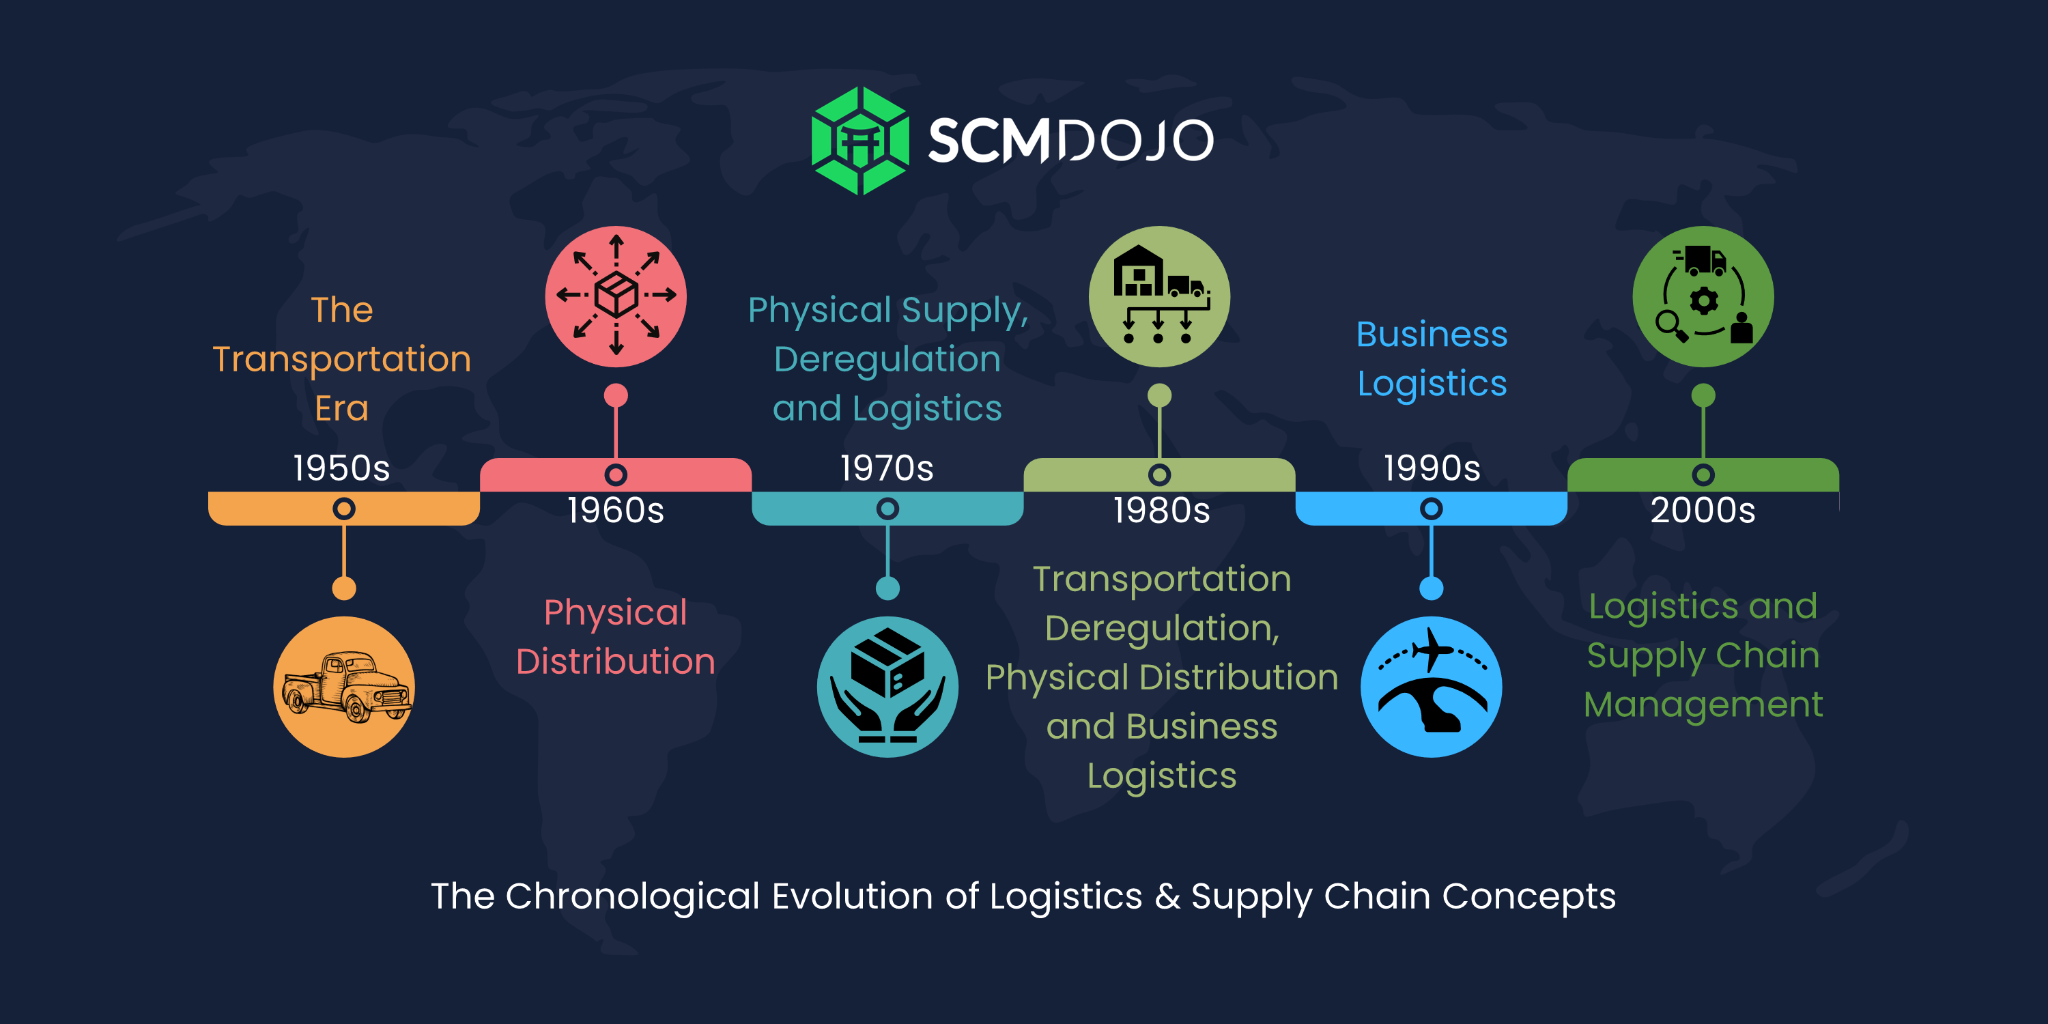 SCMDOJO
The
Transportation
Era
1950s
1960s
Physical
Distribution
Physical Supply,
Deregulation
and Logistics
1970s
1980s
Transportation
Deregulation,
Physical Distribution
and Business
Logistics
Business
Logistics
1990s
2000s
Logistics and
Supply Chain
Management
The Chronological Evolution of Logistics & Supply Chain Concepts